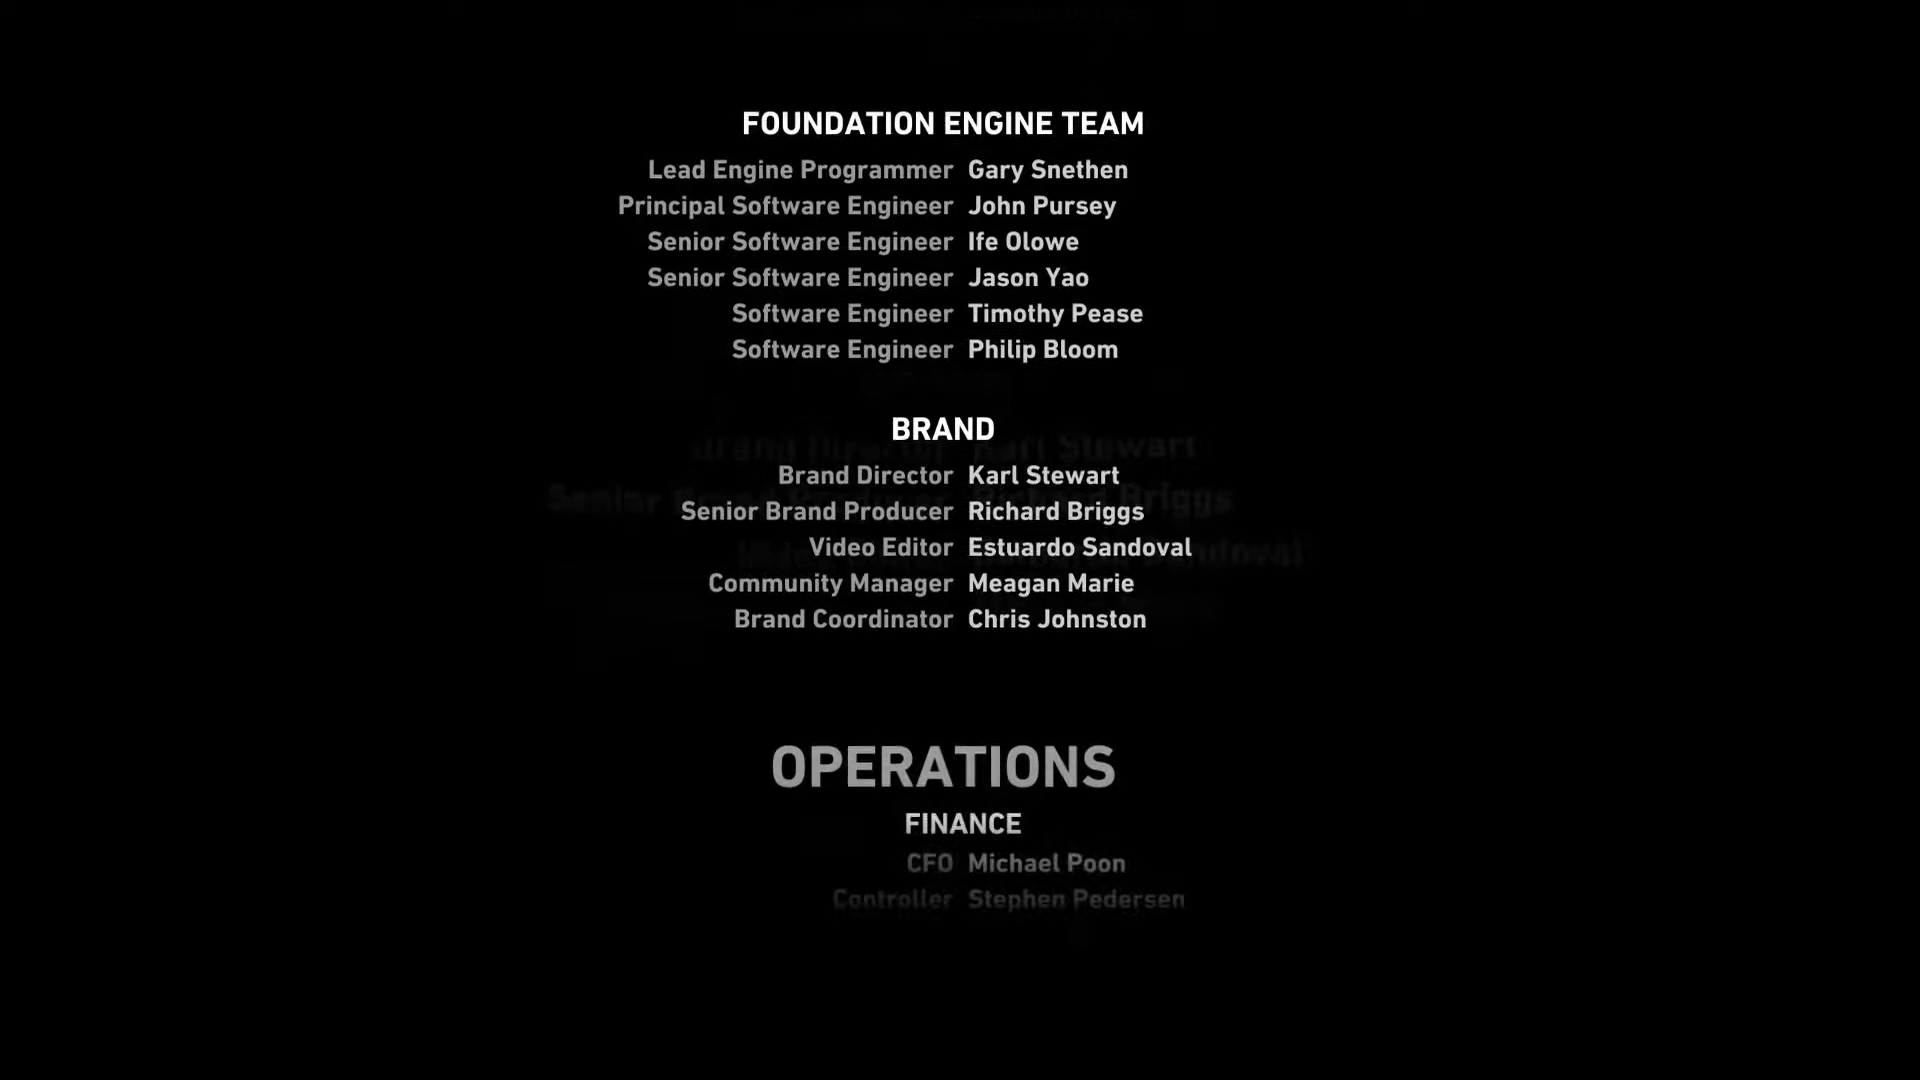 FOUNDATION ENGINE TEAM
Lead Engine Programmer Gary Snethen
Principal Software Engineer John Pursey
Senior Software Engineer Ife Olowe
Senior Software Engineer Jason Yao
Software Engineer Timothy Pease
Software Engineer Philip Bloom
BRAND
Brand Director Karl Stewart
Senior Brand Producer Richard Briggs
Video Editor Estuardo Sandoval
Community Manager Meagan Marie
Brand Coordinator Chris Johnston
OPERATIONS
FINANCE
CFO Michael Poon
Controller Stephen Pedersen